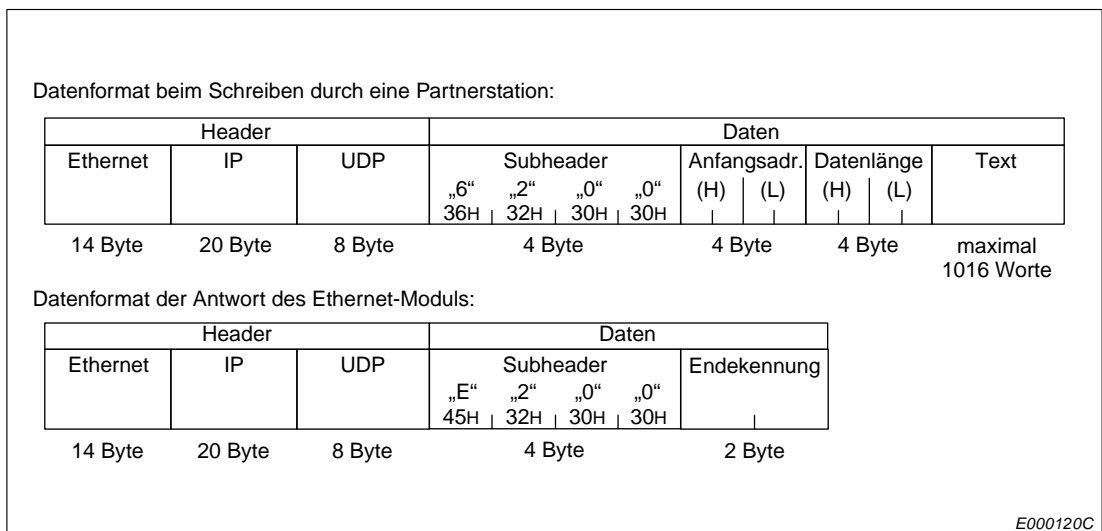 Datenformat beim Schreiben durch eine Partnerstation:
Header Daten
Ethernet IP UDP Subheader Anfangsadr. Datenlänge Text
„6“ „2“ „0“ „0“ (H) (L) (H) (L)
36H 32H 30H 30H
14 Byte 20 Byte 8 Byte 4 Byte 4 Byte 4 Byte maximal
1016 Worte
Datenformat der Antwort des Ethernet-Moduls:
Header Daten
Ethernet IP UDP Subheader Endekennung
„E“ „2“ „0“ „0“
45H 32H 30H 30H
14 Byte 20 Byte 8 Byte 4 Byte 2 Byte
E000120C